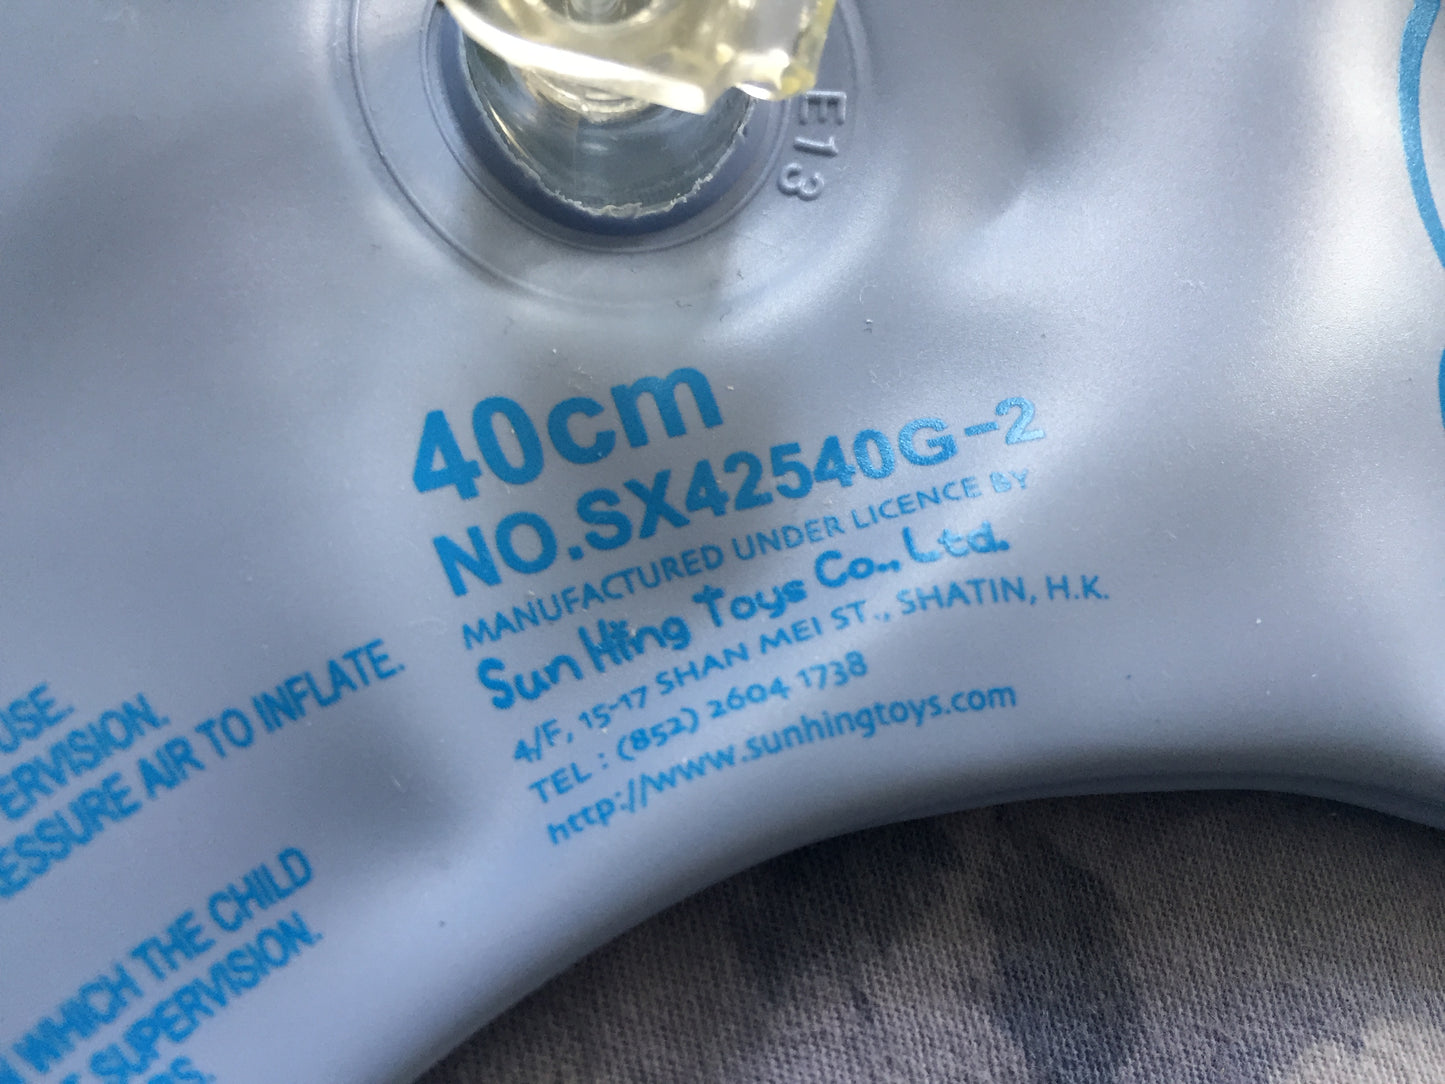 E13
40cm
NO.SX42540G-2
MANUFACTURED UNDER LICENCE BY
Sun Hing Toys Co., Ltd.
4/F, 15-17 SHAN MEI ST., SHATIN, H.K.
TEL : (852) 2604 1738
http://www.sunhingtoys.com
USE.
ERVISION.
ESSURE AIR TO INFLATE.
WHICH THE CHILD
SUPERVISION.